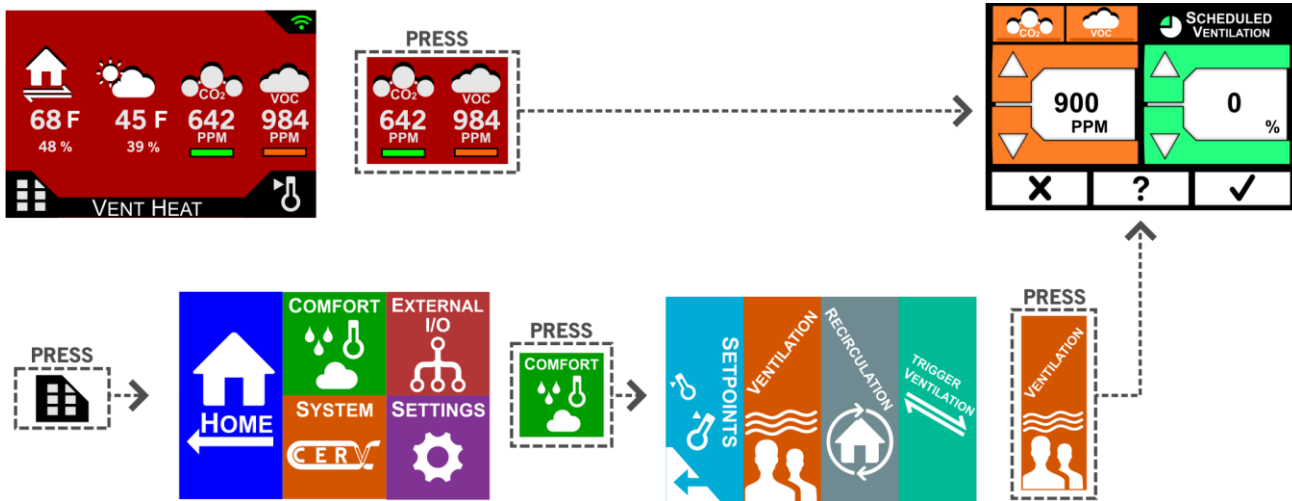 68 F
48 %
45 F
39 %
CO2
642
PPM
VOC
984
PPM
VENT HEAT
PRESS
CO2
642
PPM
VOC
984
PPM
CO2
VOC
SCHEDULED
VENTILATION
900
PPM
0
%
?
PRESS
HOME
COMFORT
EXTERNAL
I/O
SYSTEM
CERV
SETTINGS
PRESS
COMFORT
SETPOINTS
VENTILATION
RECIRCULATION
TRIGGER
VENTILATION
PRESS
VENTILATION